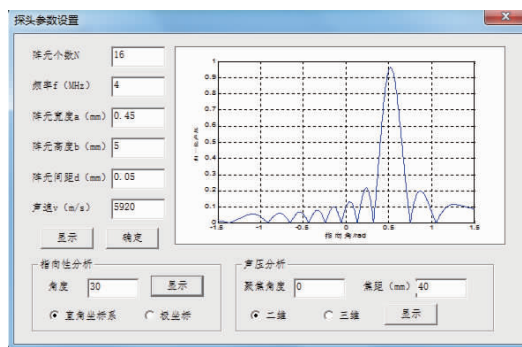 探头参数设置
阵元个数N 16
频率f (MHz) 4
阵元宽度a (mm) 0.45
阵元高度b (mm) 5
阵元间距d (mm) 0.05
声速v (m/s) 5920
显示 确定
1
0.9
0.8
0.7
0.6
0.5
0.4
0.3
0.2
0.1
0
-1.5 -1 -0.5 0 0.5 1 1.5
指向角/rad
指向性分析
角度 30 显示
直角坐标系 极坐标
声压分析
聚焦角度 0 焦距 (mm) 40
二维 三维 显示